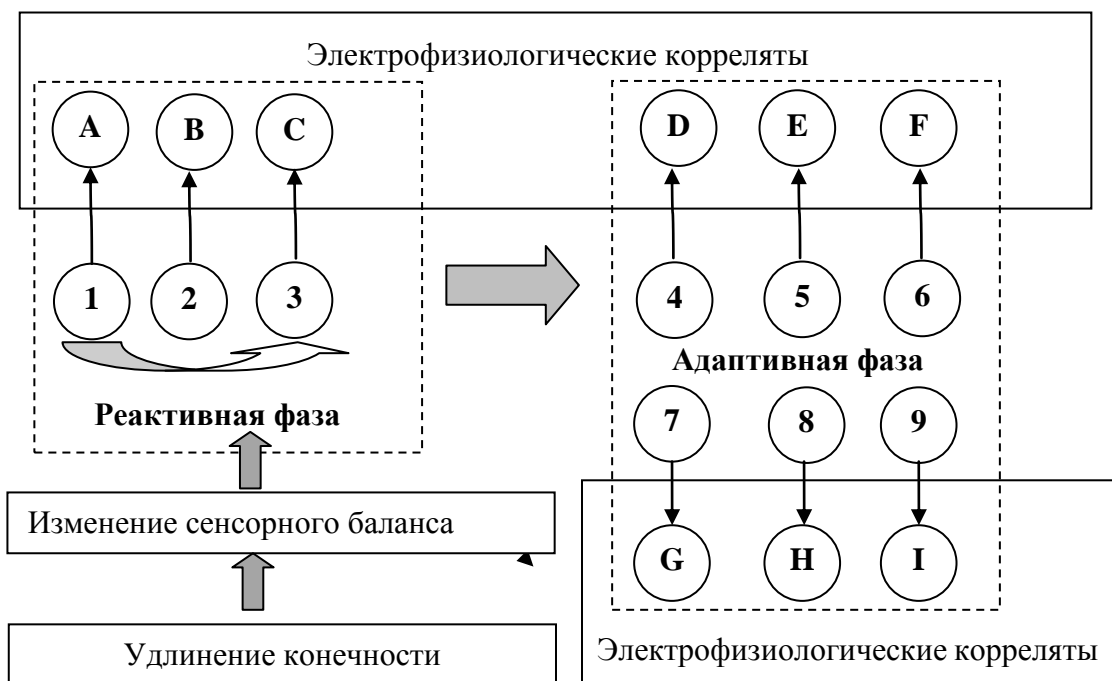 Электрофизиологические корреляты
A B C D E F
1 2 3 4 5 6
Адаптивная фаза
Реактивная фаза
7 8 9
Изменение сенсорного баланса
G H I
Удлинение конечности
Электрофизиологические корреляты